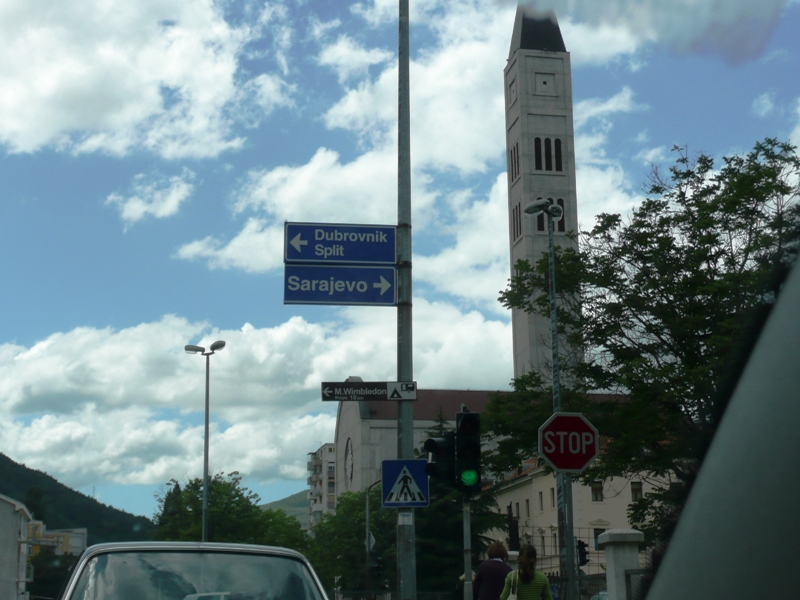 Dubrovnik
Split
Sarajevo
M.Wimbledon
STOP